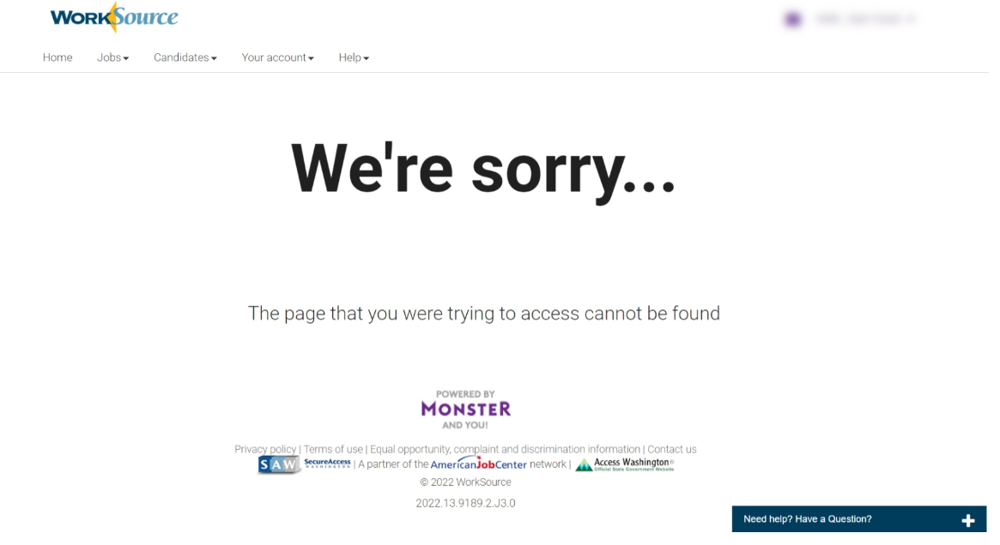 WorkSource
Home Jobs Candidates Your account Help
We're sorry...
The page that you were trying to access cannot be found
POWERED BY
MONSTER
AND YOU!
Privacy policy | Terms of use | Equal opportunity, complaint and discrimination information | Contact us
SAW SecureAccess WASHINGTON | A partner of the AmericanJobCenter network | Access Washington® Official State Government Website
© 2022 WorkSource
2022.13.9189.2.J3.0
Need help? Have a Question?